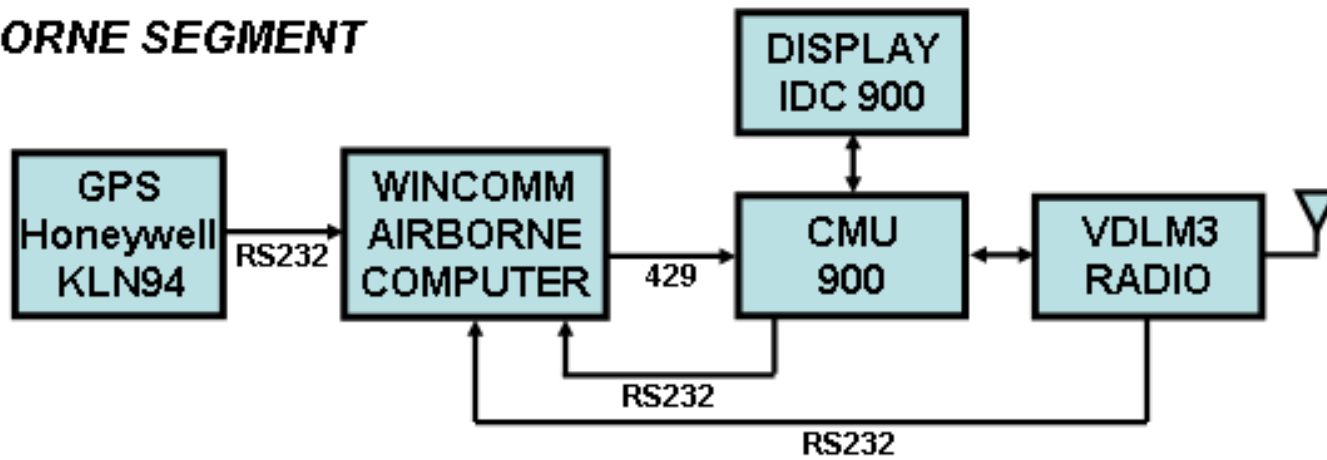 ORNE SEGMENT
DISPLAY
IDC 900
GPS
Honeywell
KLN94
RS232
WINCOMM
AIRBORNE
COMPUTER
429
CMU
900
VDLM3
RADIO
RS232
RS232